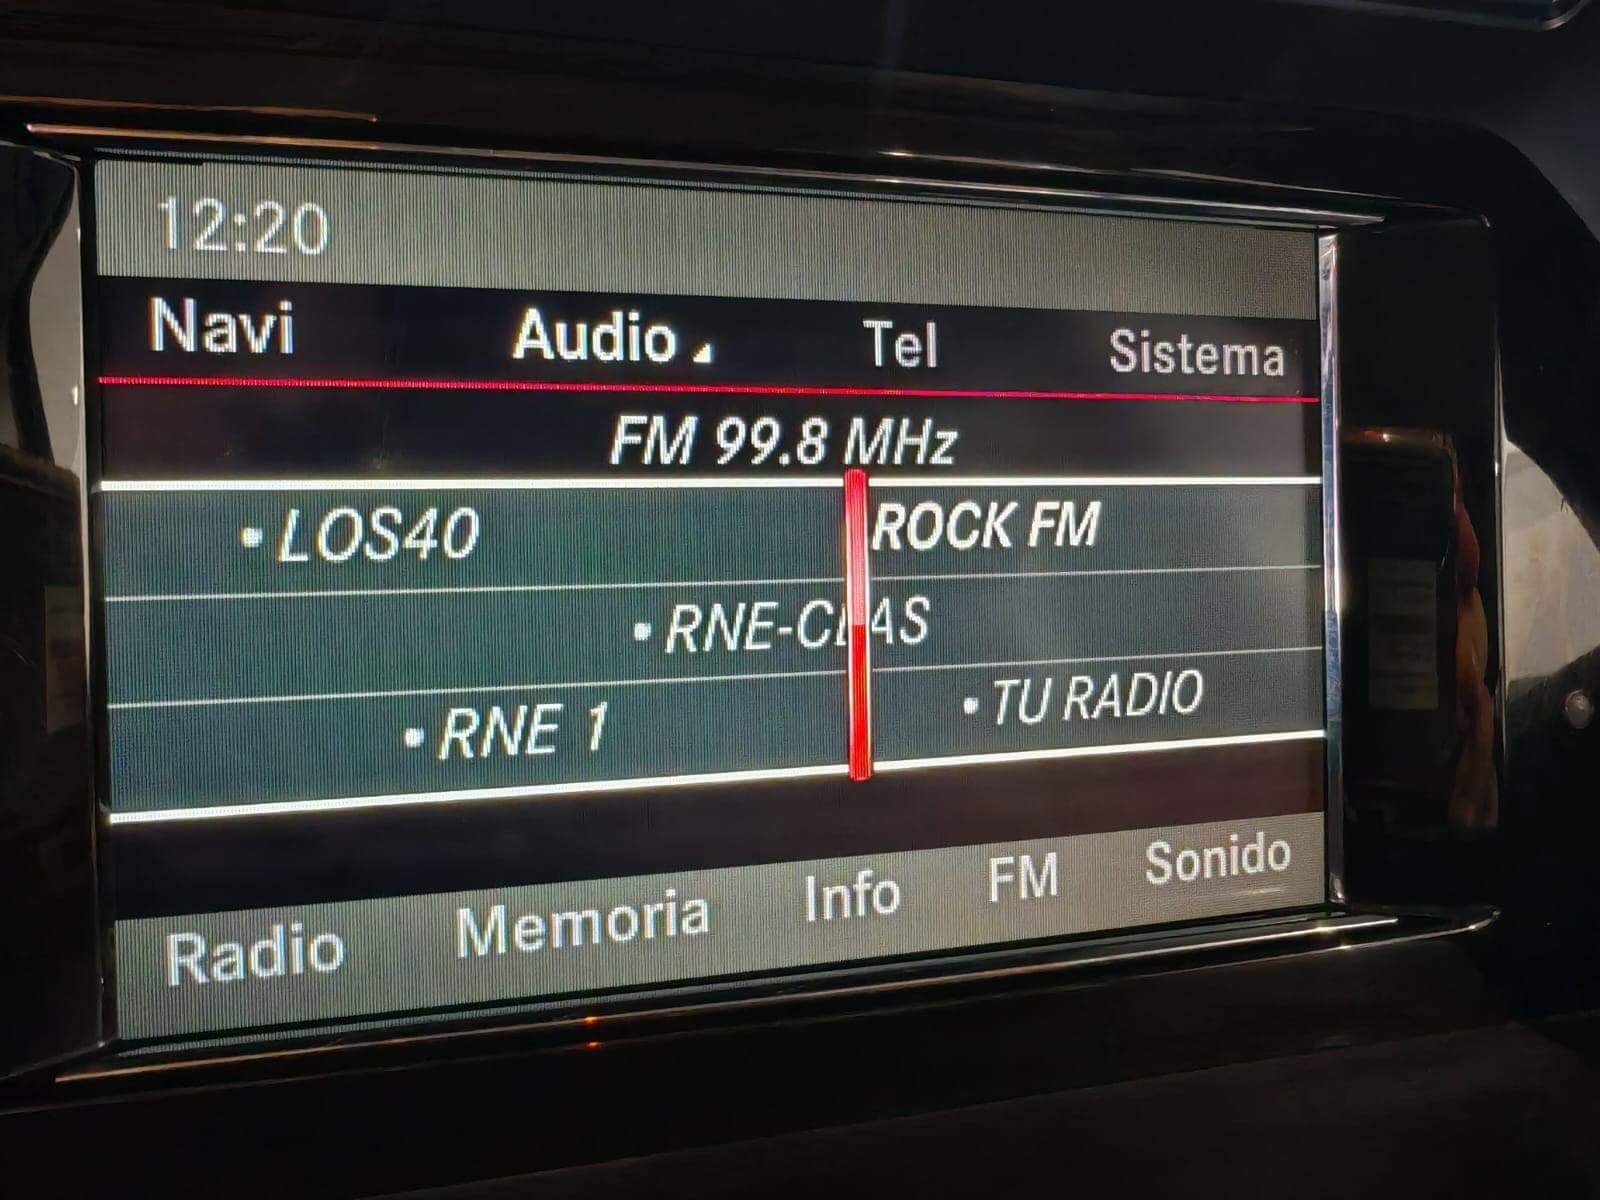 12:20
Navi Audio Tel Sistema
FM 99.8 MHz
• LOS40 ROCK FM
• RNE-CLAS
• RNE 1 • TU RADIO
Radio Memoria Info FM Sonido